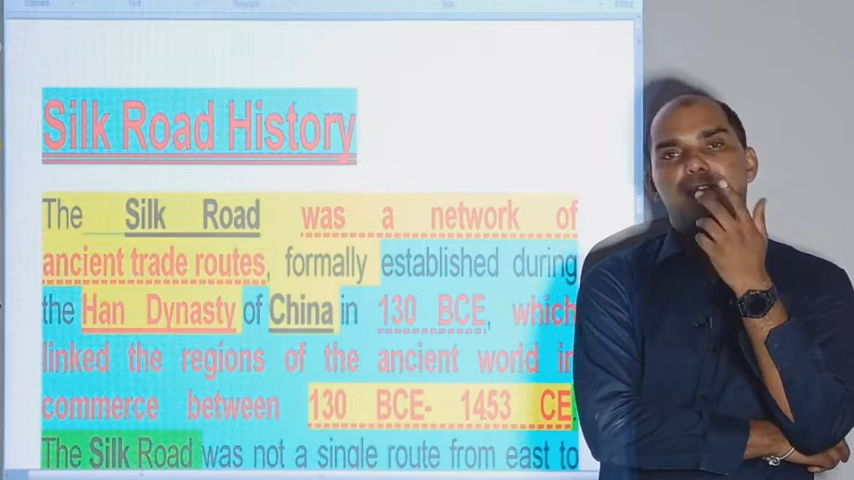 Silk Road History
The Silk Road was a network of
ancient trade routes, formally established during
the Han Dynasty of China in 130 BCE, which
linked the regions of the ancient world in
commerce between 130 BCE- 1453 CE.
The Silk Road was not a single route from east to